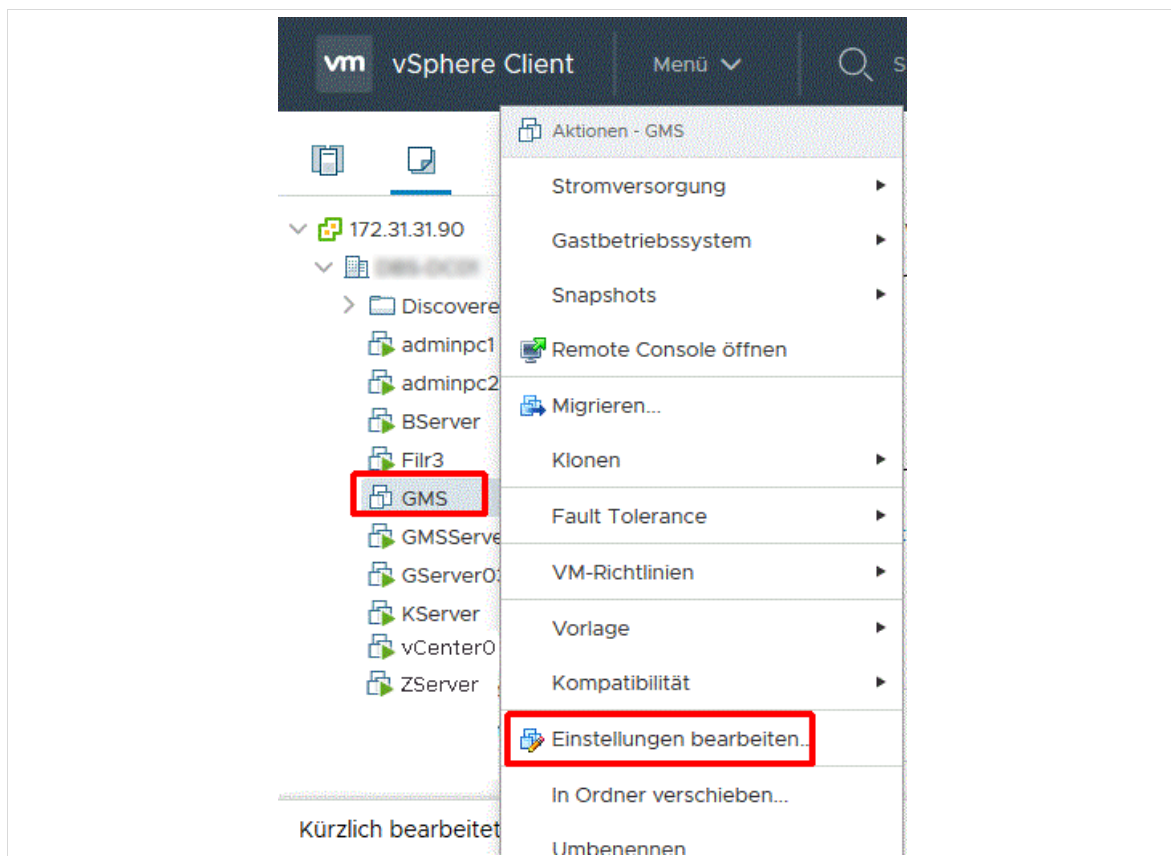 vm vSphere Client Menü S
Aktionen - GMS
Stromversorgung
Gastbetriebssystem
Snapshots
Remote Console öffnen
Migrieren...
Klonen
Fault Tolerance
VM-Richtlinien
Vorlage
Kompatibilität
Einstellungen bearbeiten..
In Ordner verschieben...
Umbenennen
172.31.31.90
Discovere
adminpc1
adminpc2
BServer
Filr3
GMS
GMSServe
GServer0
KServer
vCenter0
ZServer
Kürzlich bearbeitet